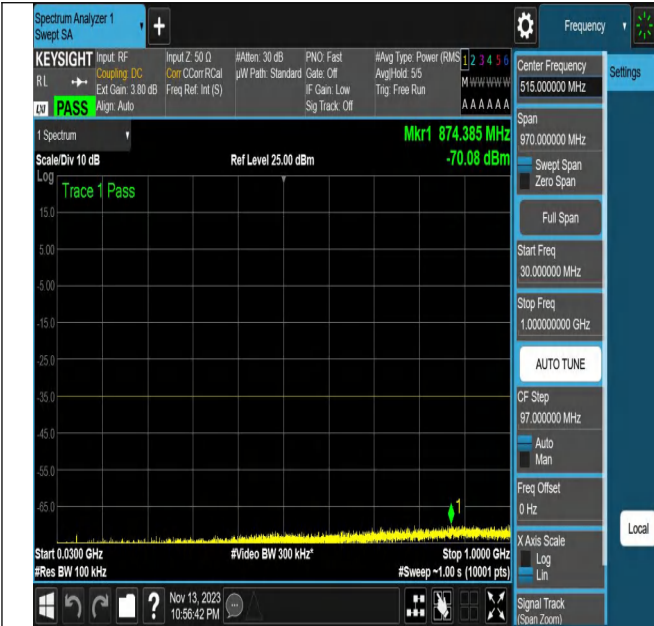 Spectrum Analyzer 1
Swept SA
+
Frequency
KEYSIGHT
RL
PASS
Input: RF
Coupling: DC
Ext Gain: 3.80 dB
Align: Auto
Input Z: 50 Ω
Corr CCorr RCal
Freq Ref: Int (S)
#Atten: 30 dB
µW Path: Standard
PNO: Fast
Gate: Off
IF Gain: Low
Sig Track: Off
#Avg Type: Power (RMS
Avg|Hold: 5/5
Trig: Free Run
1 2 3 4 5 6
M W W W W W
A A A A A A
1 Spectrum
Scale/Div 10 dB
Ref Level 25.00 dBm
Mkr1 874.385 MHz
-70.08 dBm
Log
Trace 1 Pass
15.0
5.00
-5.00
-15.0
-25.0
-35.0
-45.0
-55.0
-65.0
1
Start 0.0300 GHz
#Res BW 100 kHz
#Video BW 300 kHz*
Stop 1.0000 GHz
#Sweep ~1.00 s (10001 pts)
Center Frequency
515.000000 MHz
Settings
Span
970.000000 MHz
Swept Span
Zero Span
Full Span
Start Freq
30.000000 MHz
Stop Freq
1.000000000 GHz
AUTO TUNE
CF Step
97.000000 MHz
Auto
Man
Freq Offset
0 Hz
X Axis Scale
Log
Lin
Local
Signal Track
(Span Zoom)
?
Nov 13, 2023
10:56:42 PM